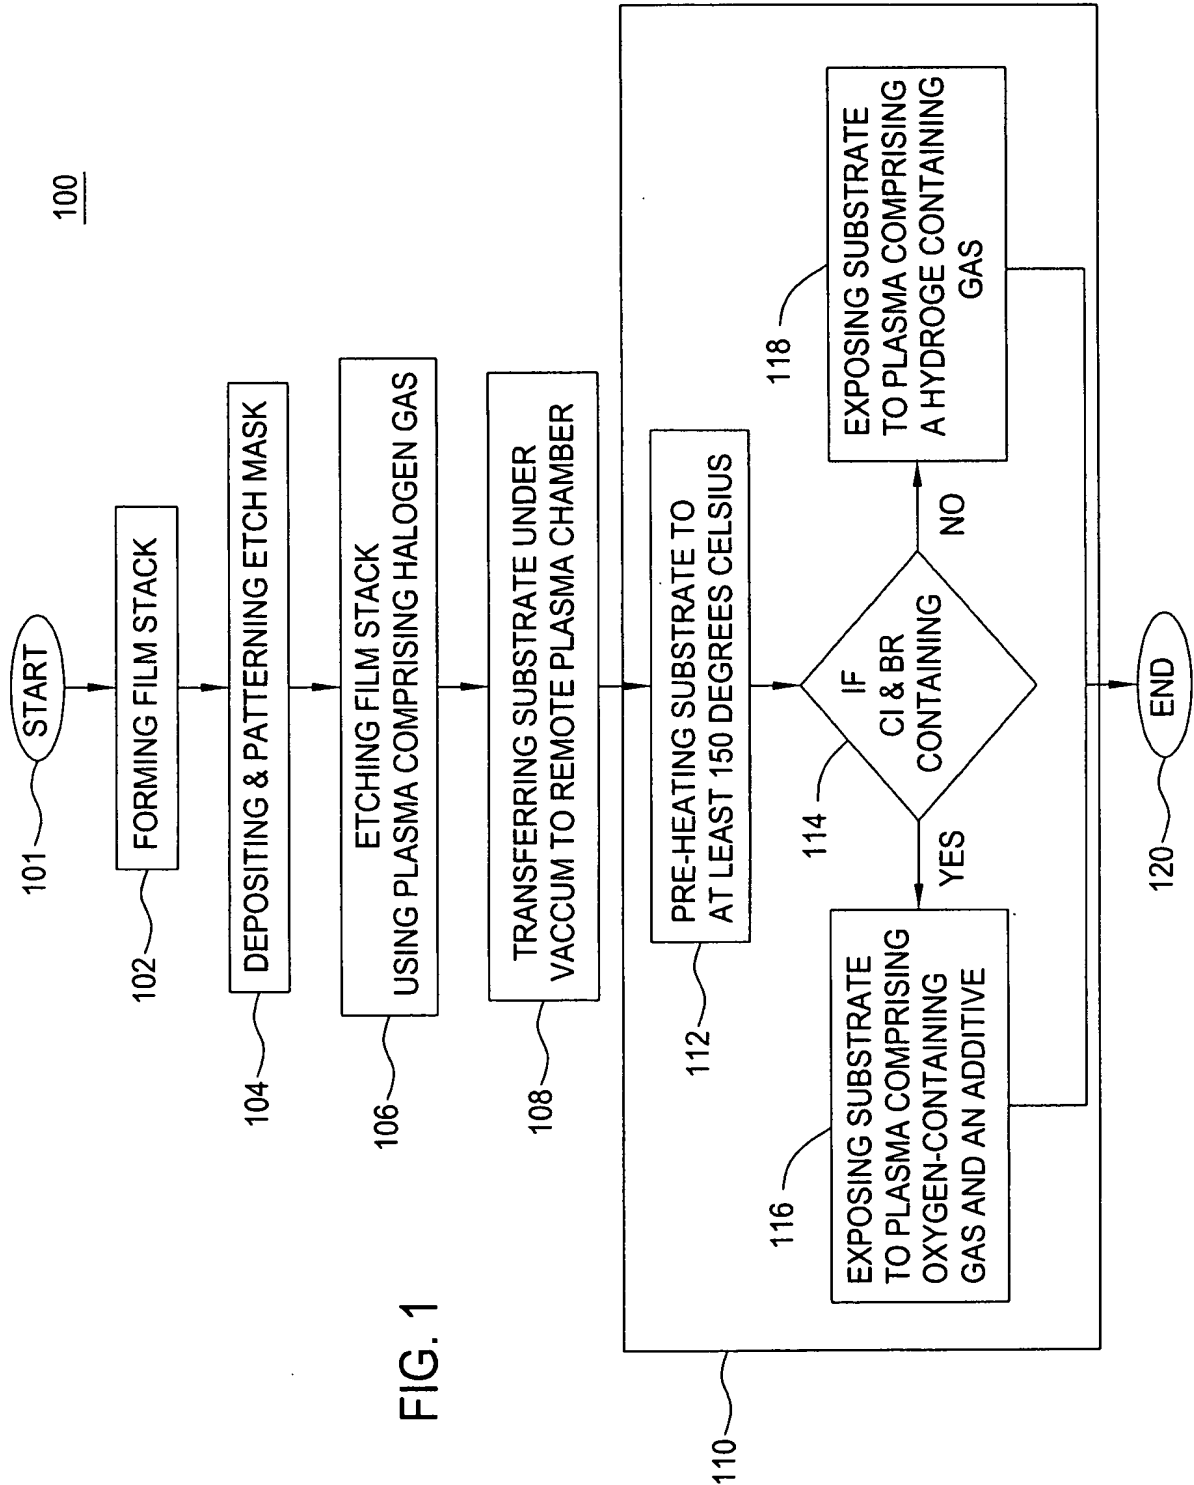 100
START
101
FORMING FILM STACK
102
DEPOSITING & PATTERNING ETCH MASK
104
ETCHING FILM STACK
USING PLASMA COMPRISING HALOGEN GAS
106
TRANSFERRING SUBSTRATE UNDER
VACCUM TO REMOTE PLASMA CHAMBER
108
110
PRE-HEATING SUBSTRATE TO
AT LEAST 150 DEGREES CELSIUS
112
IF
CI & BR
CONTAINING
114
YES
NO
EXPOSING SUBSTRATE
TO PLASMA COMPRISING
OXYGEN-CONTAINING
GAS AND AN ADDITIVE
116
EXPOSING SUBSTRATE
TO PLASMA COMPRISING
A HYDROGE CONTAINING
GAS
118
END
120
FIG. 1